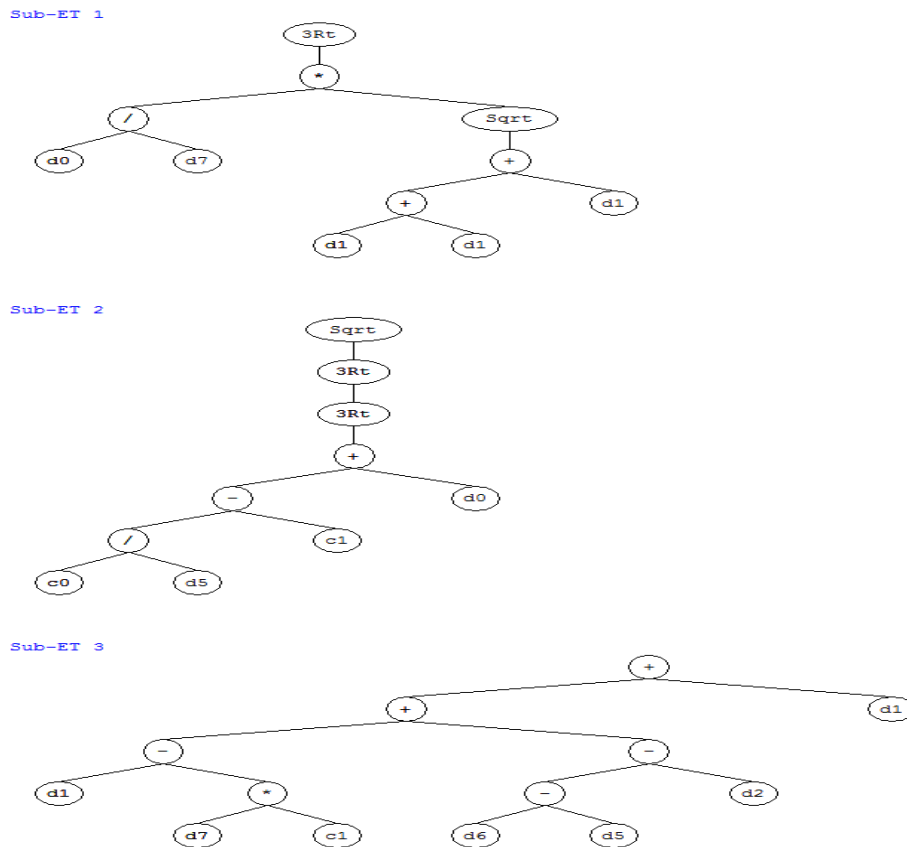 Sub-ET 1
3Rt
*
/ Sqrt
d0 d7 +
+ d1
d1 d1
Sub-ET 2
Sqrt
3Rt
3Rt
+
- d0
/ c1
c0 d5
Sub-ET 3
+
+ d1
- -
d1 * - d2
d7 c1 d6 d5